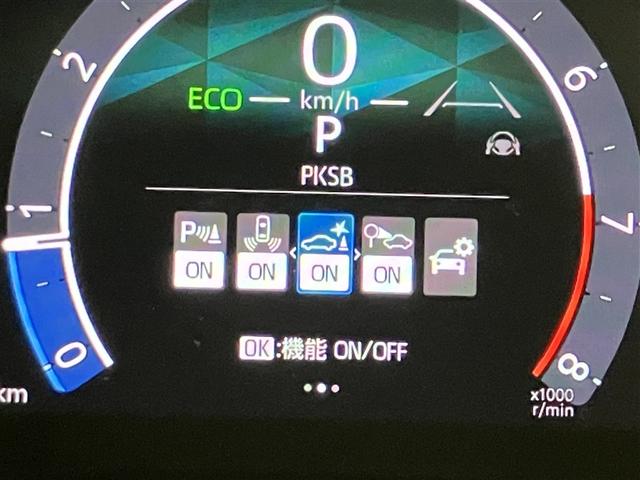 0
2
6
ECO
km/h
P
PKSB
1
7
P
ON
ON
ON
ON
OK:機能 ON/OFF
0
8
km
x1000
r/min